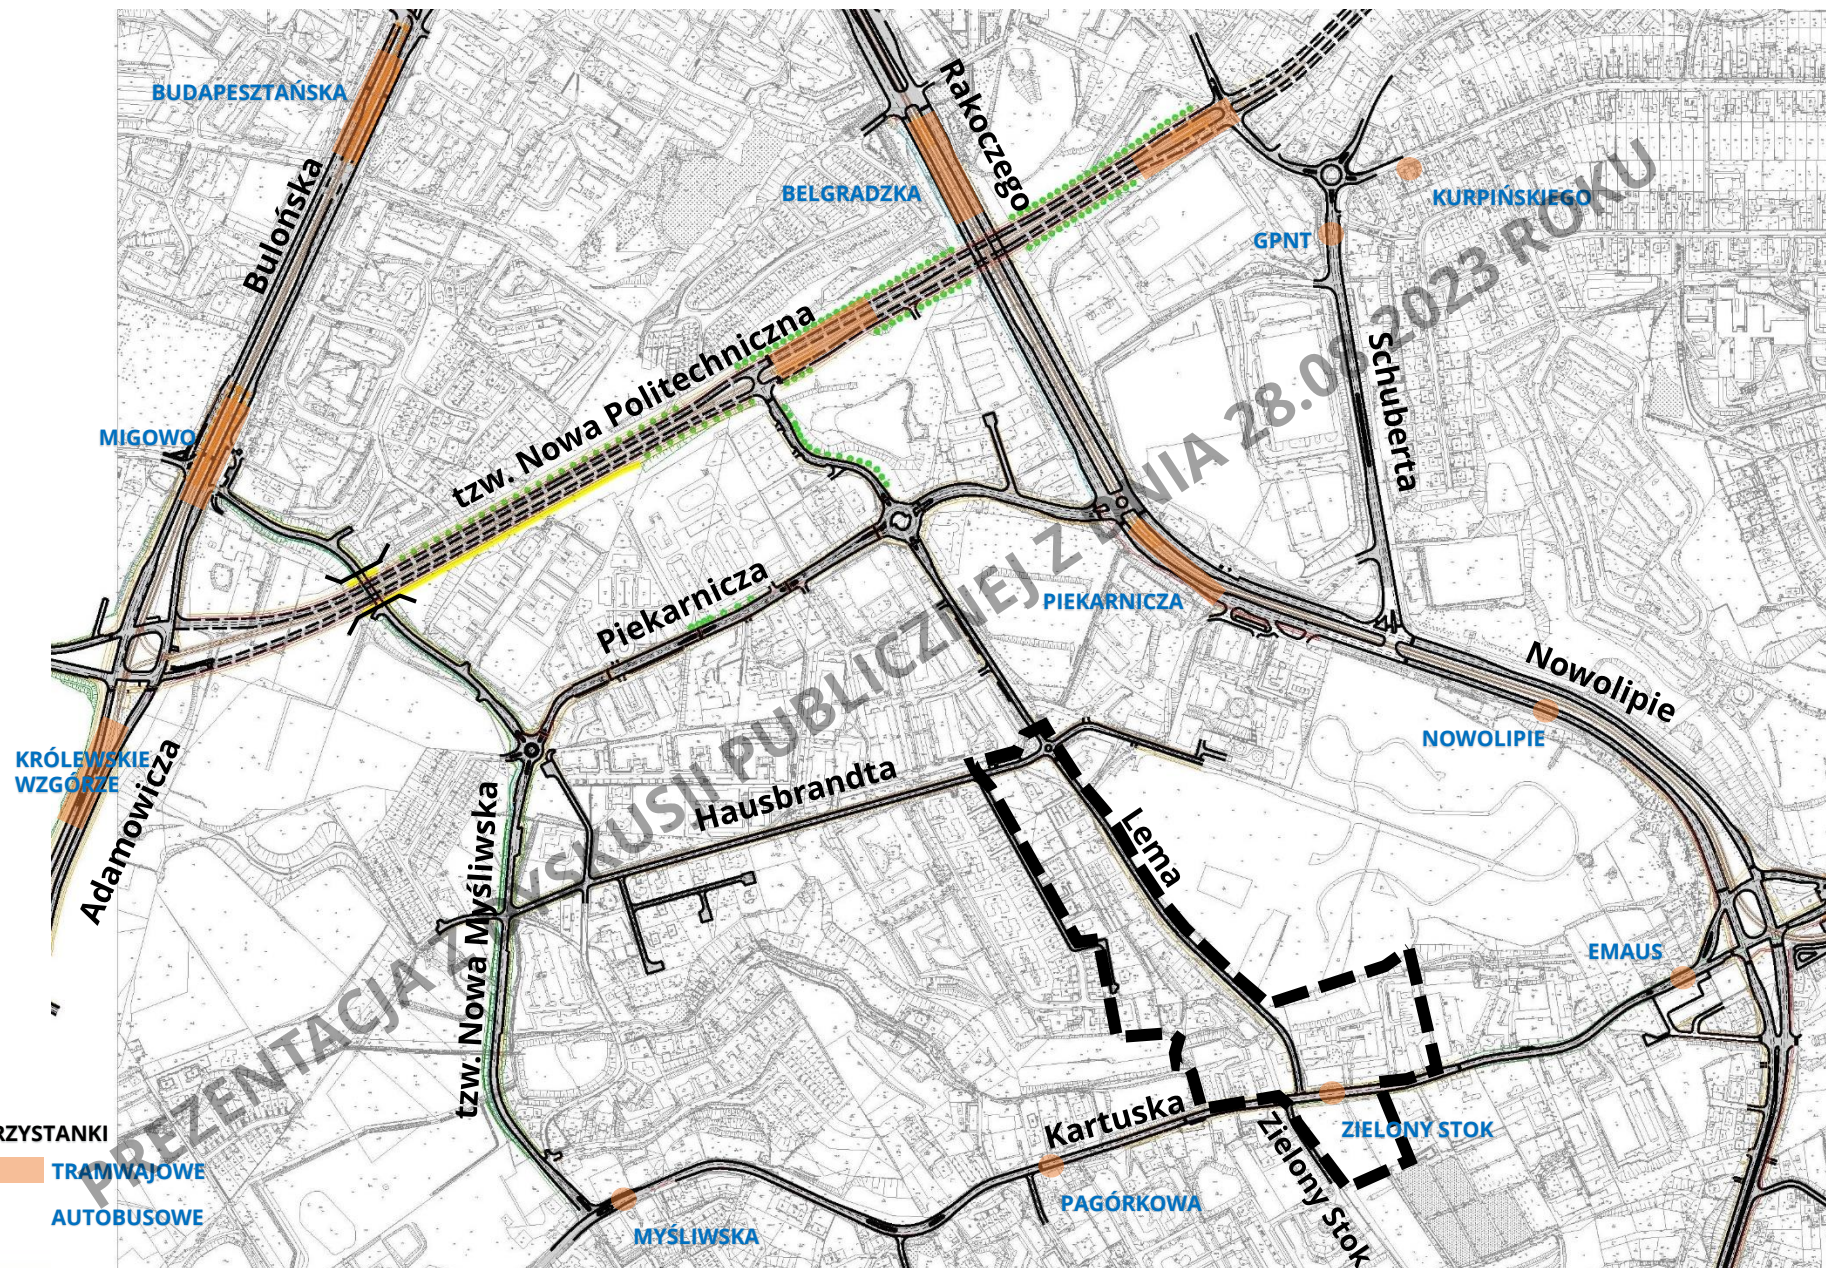 BUDAPESZTAŃSKA
Rakoczego
Bulońska
BELGRADZKA
KURPIŃSKIEGO
GPNT
tzw. Nowa Politechniczna
Schuberta
MIGOWO
Piekarnicza
PIEKARNICZA
Nowolipie
NOWOLIPIE
KRÓLEWSKIE
WZGÓRZE
Adamowicza
Hausbrandta
Lema
tzw. Nowa Myśliwska
EMAUS
Kartuska
ZIELONY STOK
Zielony Stok
PAGÓRKOWA
MYŚLIWSKA
RZYSTANKI
TRAMWAJOWE
AUTOBUSOWE
PREZENTACJA Z DYSKUSJI PUBLICZNEJ Z DNIA 28.08.2023 ROKU